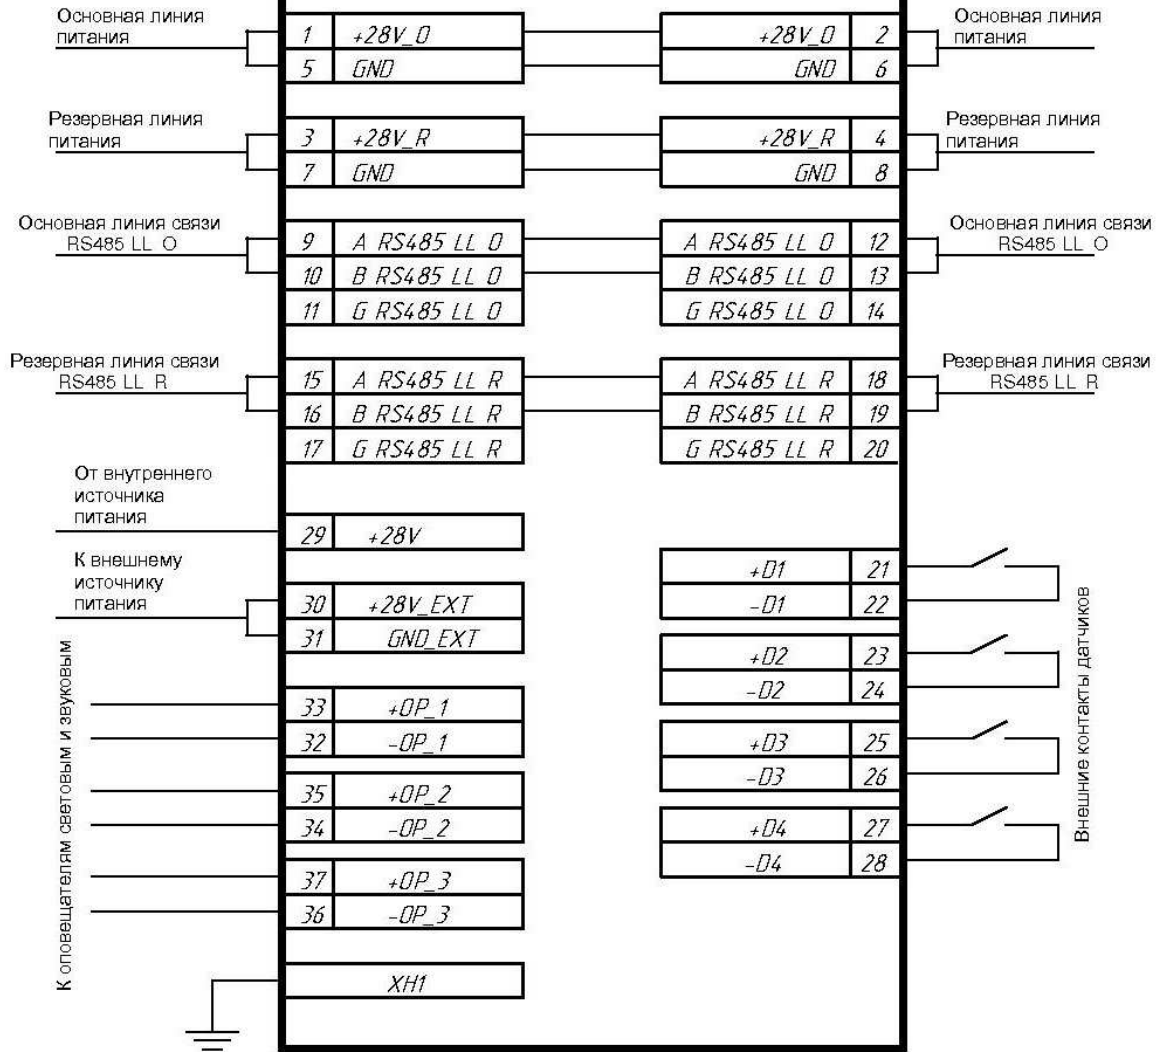 Основная линия
питания
1 +28V_O
5 GND
+28V_O 2
GND 6
Основная линия
питания
Резервная линия
питания
3 +28V_R
7 GND
+28V_R 4
GND 8
Резервная линия
питания
Основная линия связи
RS485 LL O
9 A RS485 LL O
10 B RS485 LL O
11 G RS485 LL O
A RS485 LL O 12
B RS485 LL O 13
G RS485 LL O 14
Основная линия связи
RS485 LL O
Резервная линия связи
RS485 LL R
15 A RS485 LL R
16 B RS485 LL R
17 G RS485 LL R
A RS485 LL R 18
B RS485 LL R 19
G RS485 LL R 20
Резервная линия связи
RS485 LL R
От внутреннего
источника
питания
29 +28V
К внешнему
источнику
питания
30 +28V_EXT
31 GND_EXT
К оповещателям световым и звуковым
33 +OP_1
32 -OP_1
35 +OP_2
34 -OP_2
37 +OP_3
36 -OP_3
XH1
+D1 21
-D1 22
+D2 23
-D2 24
+D3 25
-D3 26
+D4 27
-D4 28
Внешние контакты датчиков